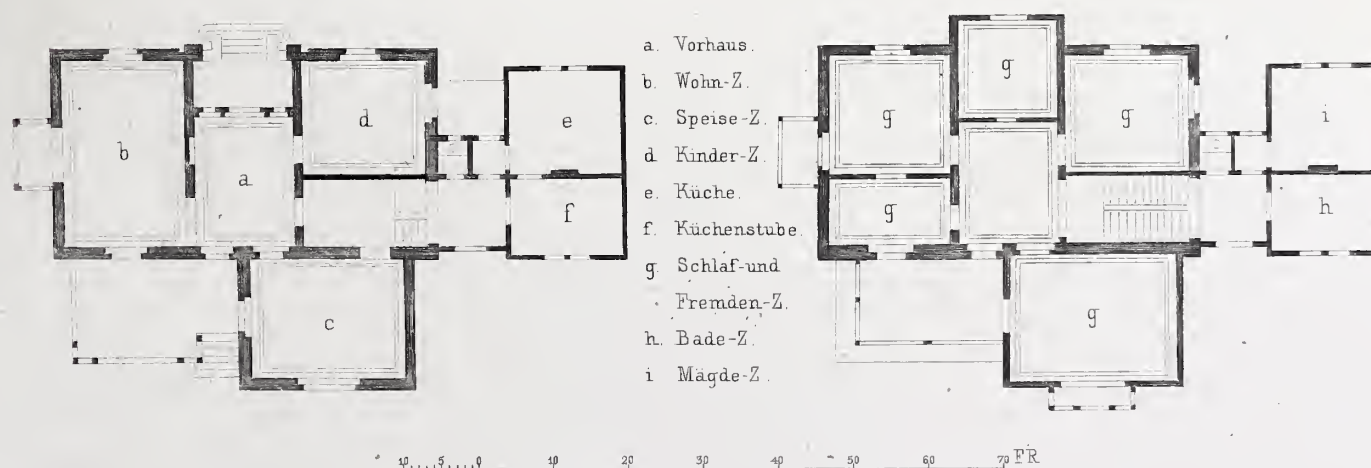 a. Vorhaus.
b. Wohn-Z.
c. Speise-Z.
d. Kinder-Z.
e. Küche.
f. Küchenstube.
g. Schlaf-und
Fremden-Z.
h. Bade-Z.
i Mägde-Z.
b
a
d
e
f
c
g
g
g
g
g
i
h
10 5 0 10 20 30 40 50 60 70 FR